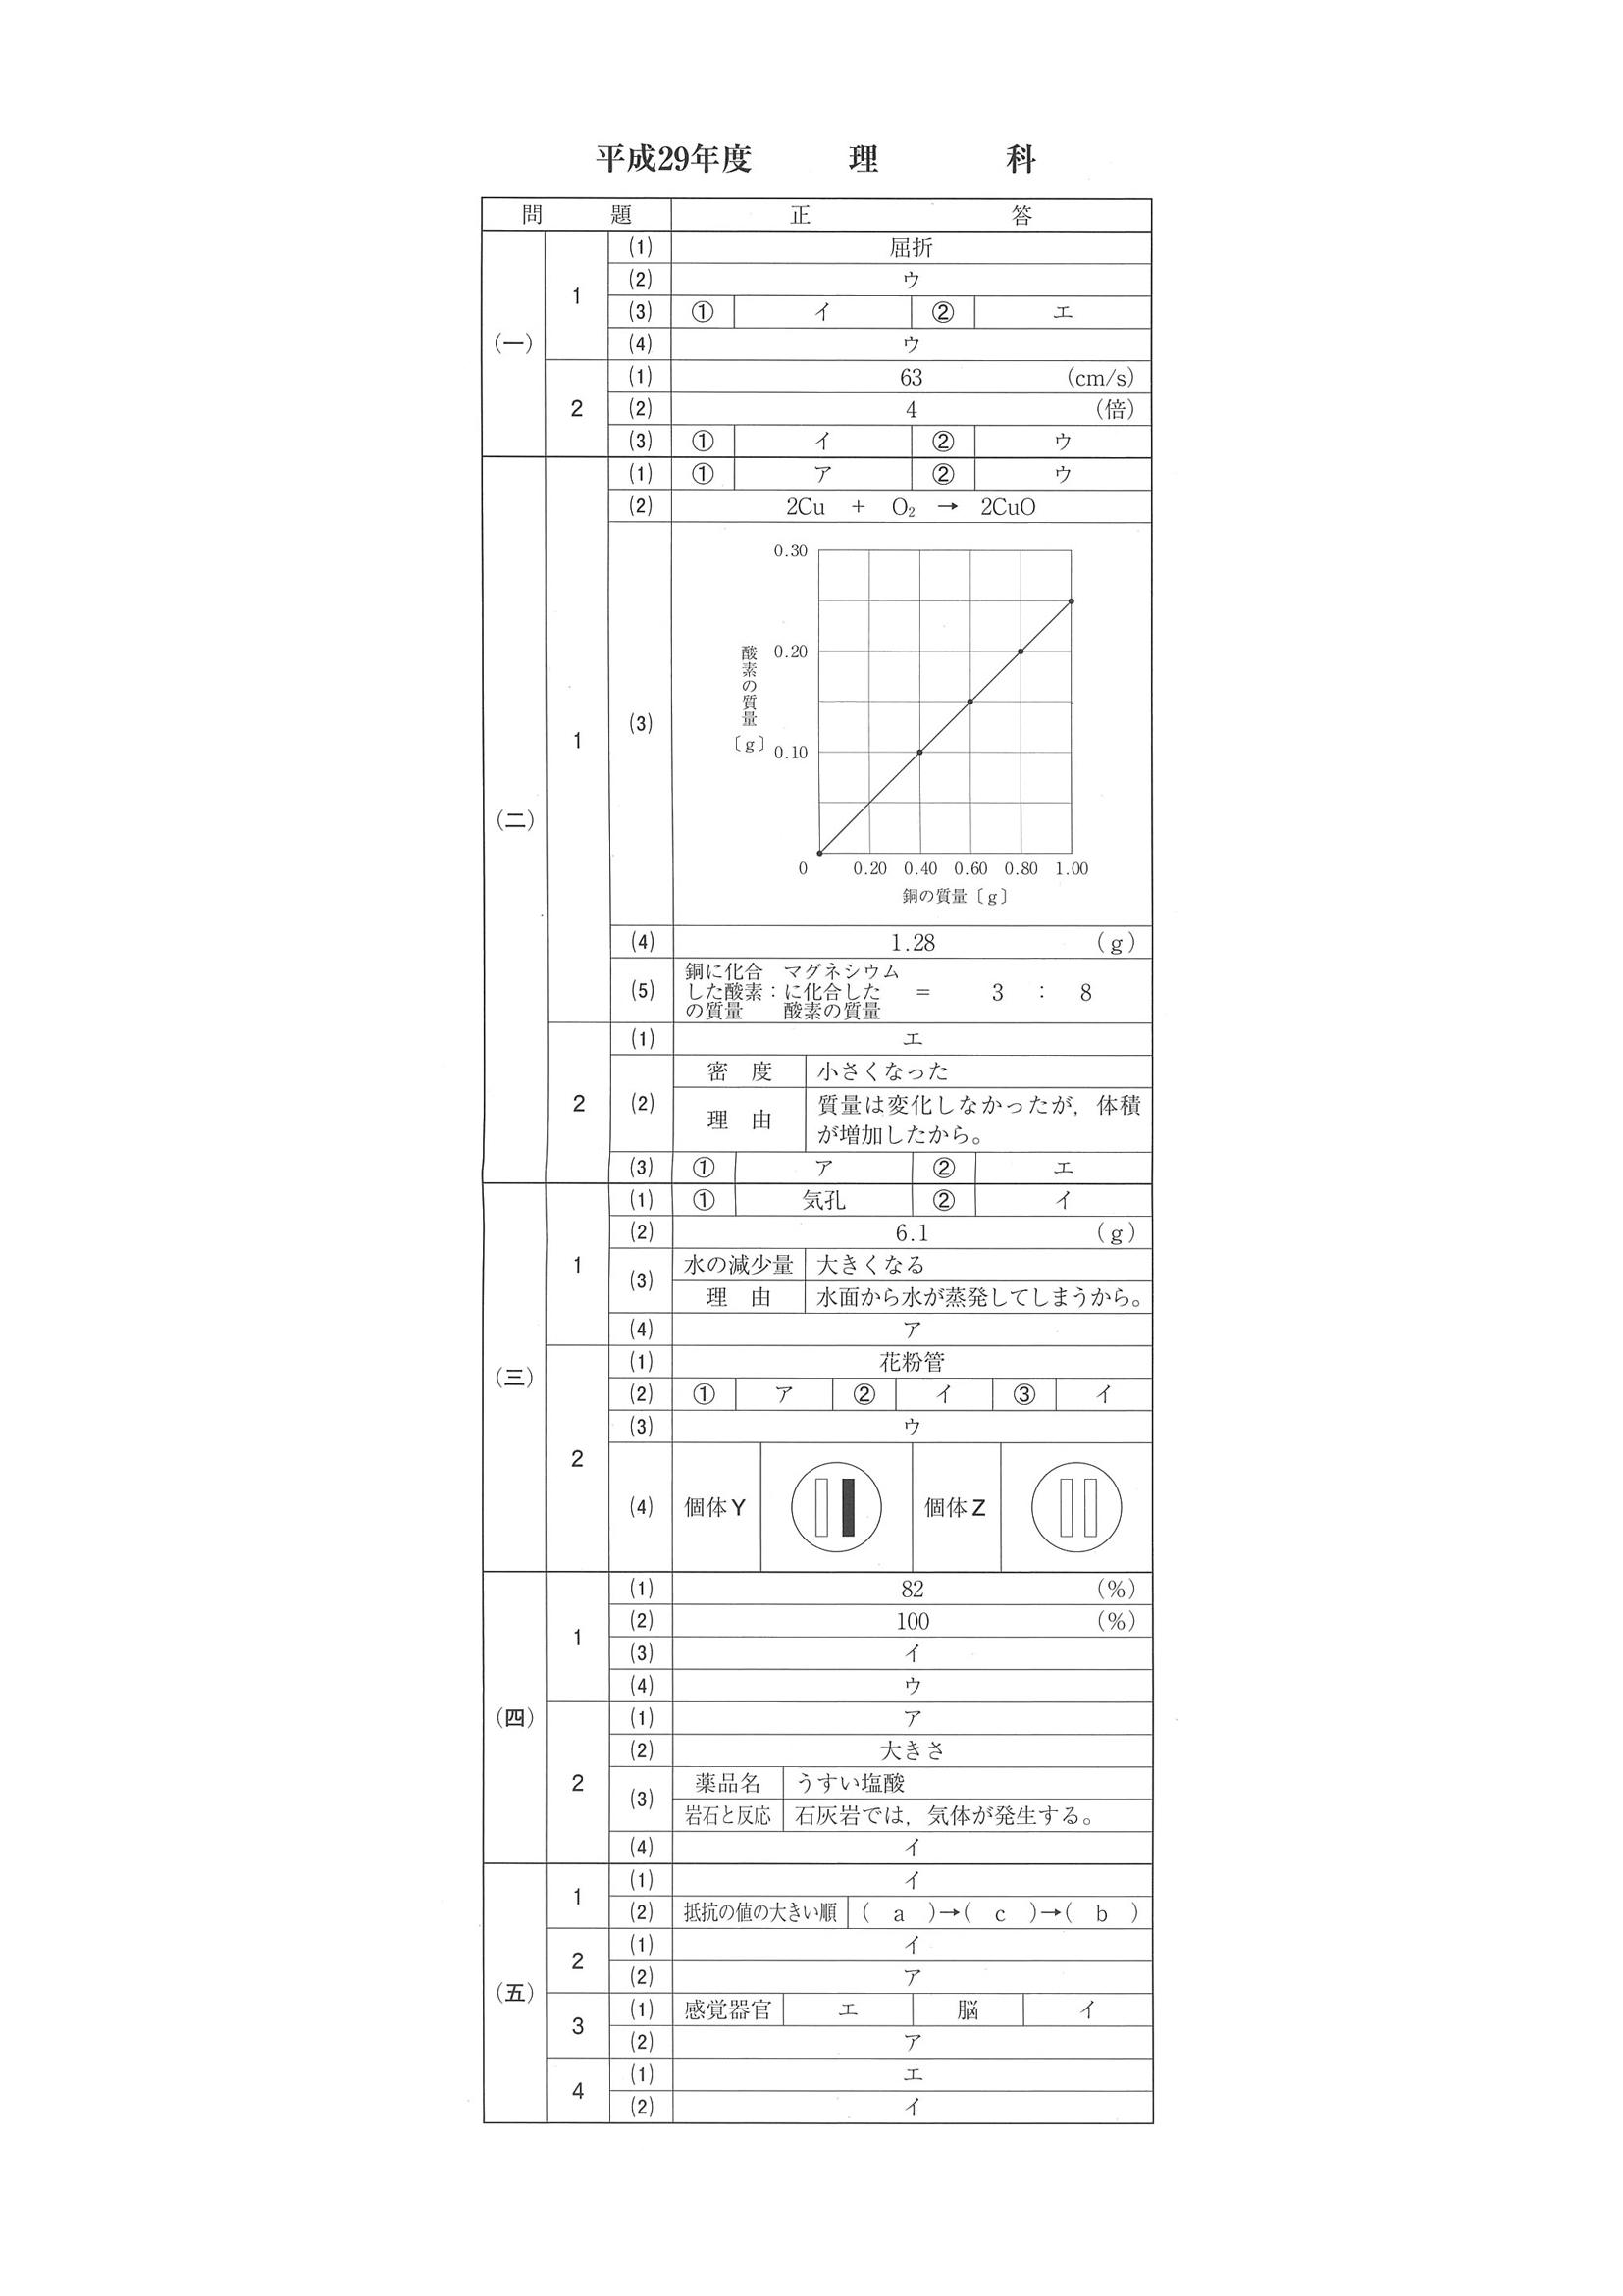 平成29年度 理 科
問 題 正 答
(一) 1 (1) 屈折
(2) ウ
(3) ① イ ② エ
(4) ウ
2 (1) 63 (cm/s)
(2) 4 (倍)
(3) ① イ ② ウ
(二) 1 (1) ① ア ② ウ
(2) 2Cu + O₂ → 2CuO
(3)
0.30
0.20
0.10
0 0.20 0.40 0.60 0.80 1.00
酸素の質量〔g〕
銅の質量〔g〕
(4) 1.28 (g)
(5) 銅に化合した酸素の質量:マグネシウムに化合した酸素の質量 = 3 : 8
2 (1) エ
(2) 密 度 小さくなった
理 由 質量は変化しなかったが,体積
が増加したから。
(3) ① ア ② エ
(三) 1 (1) ① 気孔 ② イ
(2) 6.1 (g)
(3) 水の減少量 大きくなる
理 由 水面から水が蒸発してしまうから。
(4) ア
2 (1) 花粉管
(2) ① ア ② イ ③ イ
(3) ウ
(4) 個体Y 個体Z
(四) 1 (1) 82 (%)
(2) 100 (%)
(3) イ
(4) ウ
2 (1) ア
(2) 大きさ
(3) 薬品名 うすい塩酸
岩石と反応 石灰岩では,気体が発生する。
(4) イ
(五) 1 (1) イ
(2) 抵抗の値の大きい順 ( a )→( c )→( b )
2 (1) イ
(2) ア
3 (1) 感覚器官 エ 脳 イ
(2) ア
4 (1) エ
(2) イ